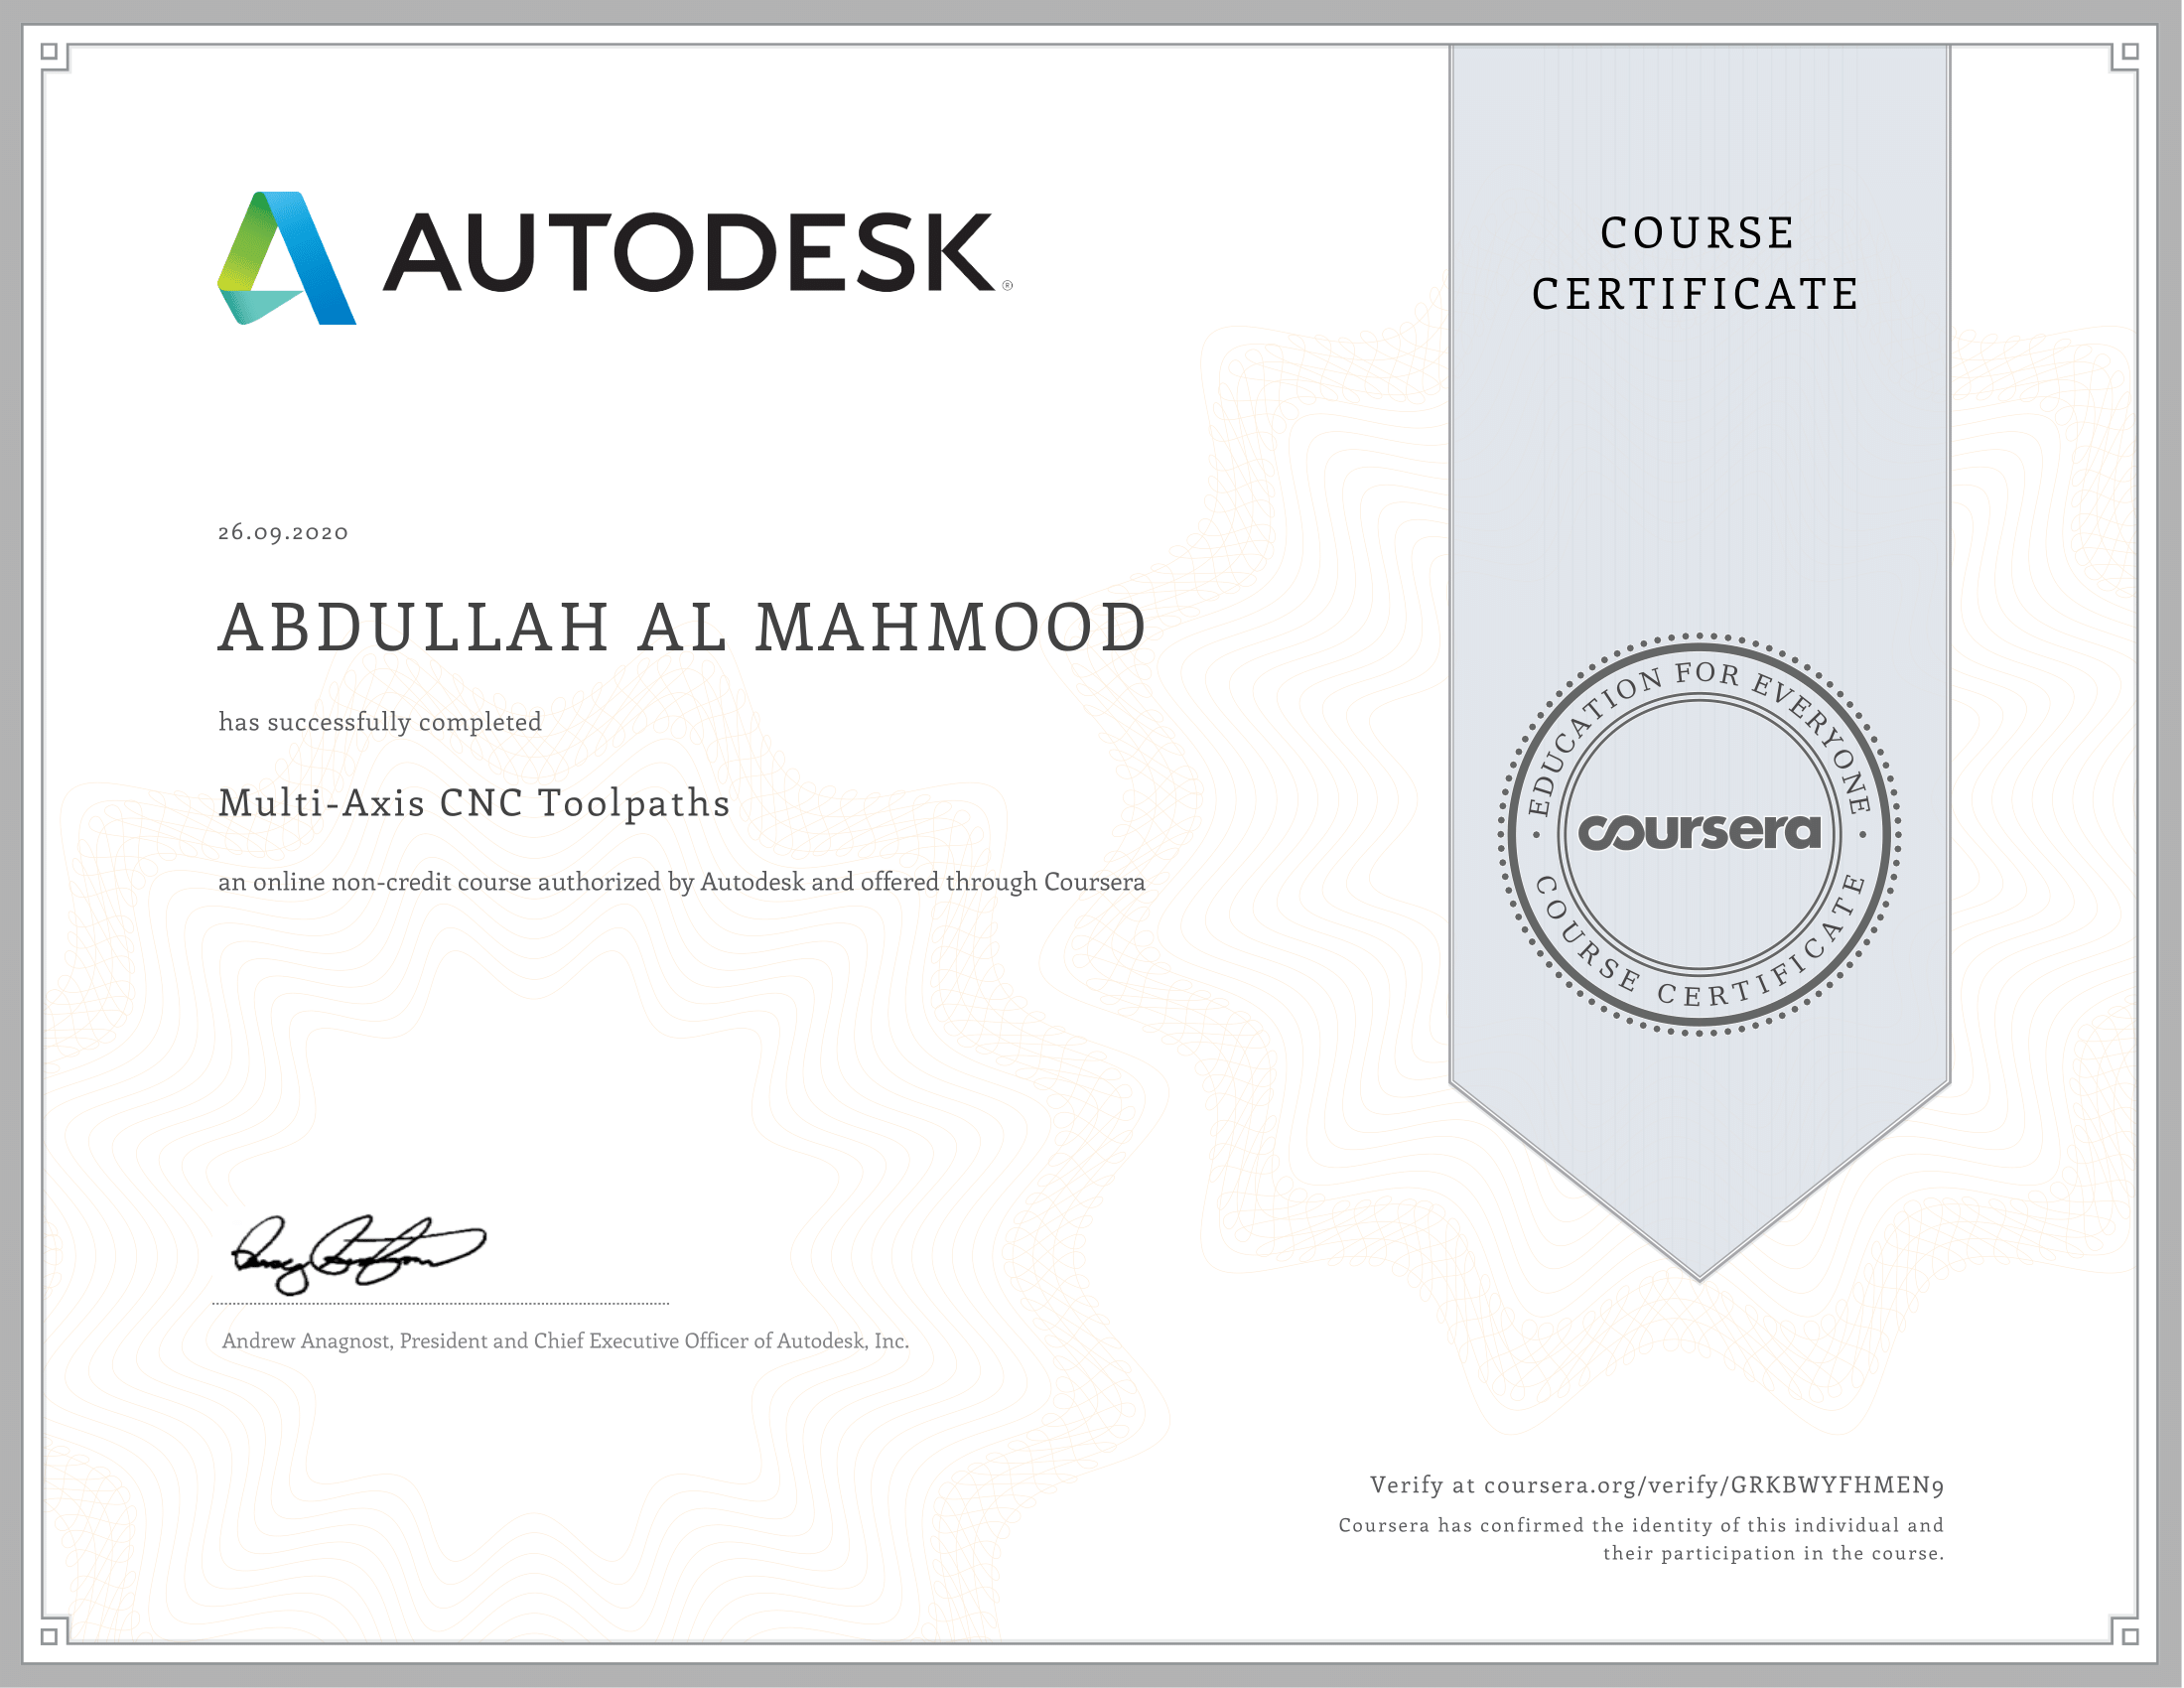 AUTODESK®
COURSE
CERTIFICATE
26.09.2020
ABDULLAH AL MAHMOOD
has successfully completed
Multi-Axis CNC Toolpaths
an online non-credit course authorized by Autodesk and offered through Coursera
EDUCATION FOR EVERYONE
coursera
COURSE CERTIFICATE
Andrew Anagnost, President and Chief Executive Officer of Autodesk, Inc.
Verify at coursera.org/verify/GRKBWYFHMEN9
Coursera has confirmed the identity of this individual and
their participation in the course.